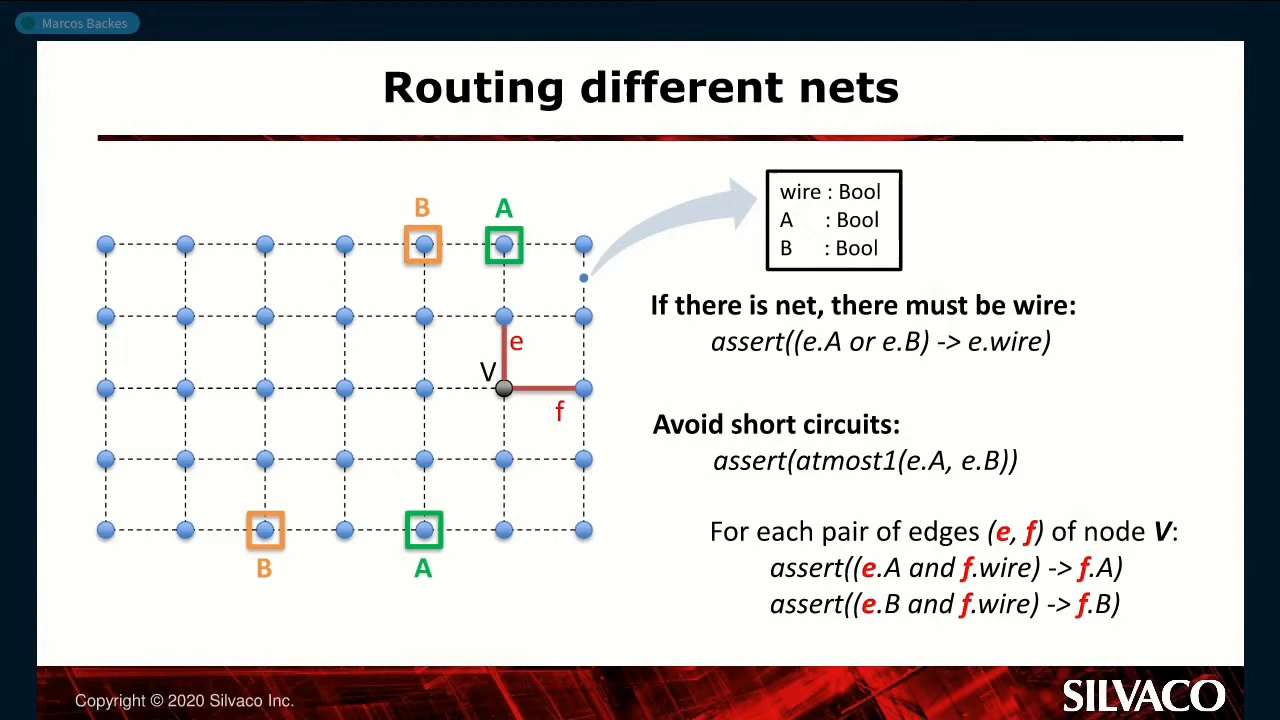 Marcos Backes
Routing different nets
B
A
wire : Bool
A : Bool
B : Bool
If there is net, there must be wire:
assert((e.A or e.B) -> e.wire)
e
V
f
Avoid short circuits:
assert(atmost1(e.A, e.B))
For each pair of edges (e, f) of node V:
assert((e.A and f.wire) -> f.A)
assert((e.B and f.wire) -> f.B)
B
A
Copyright © 2020 Silvaco Inc.
SILVACO